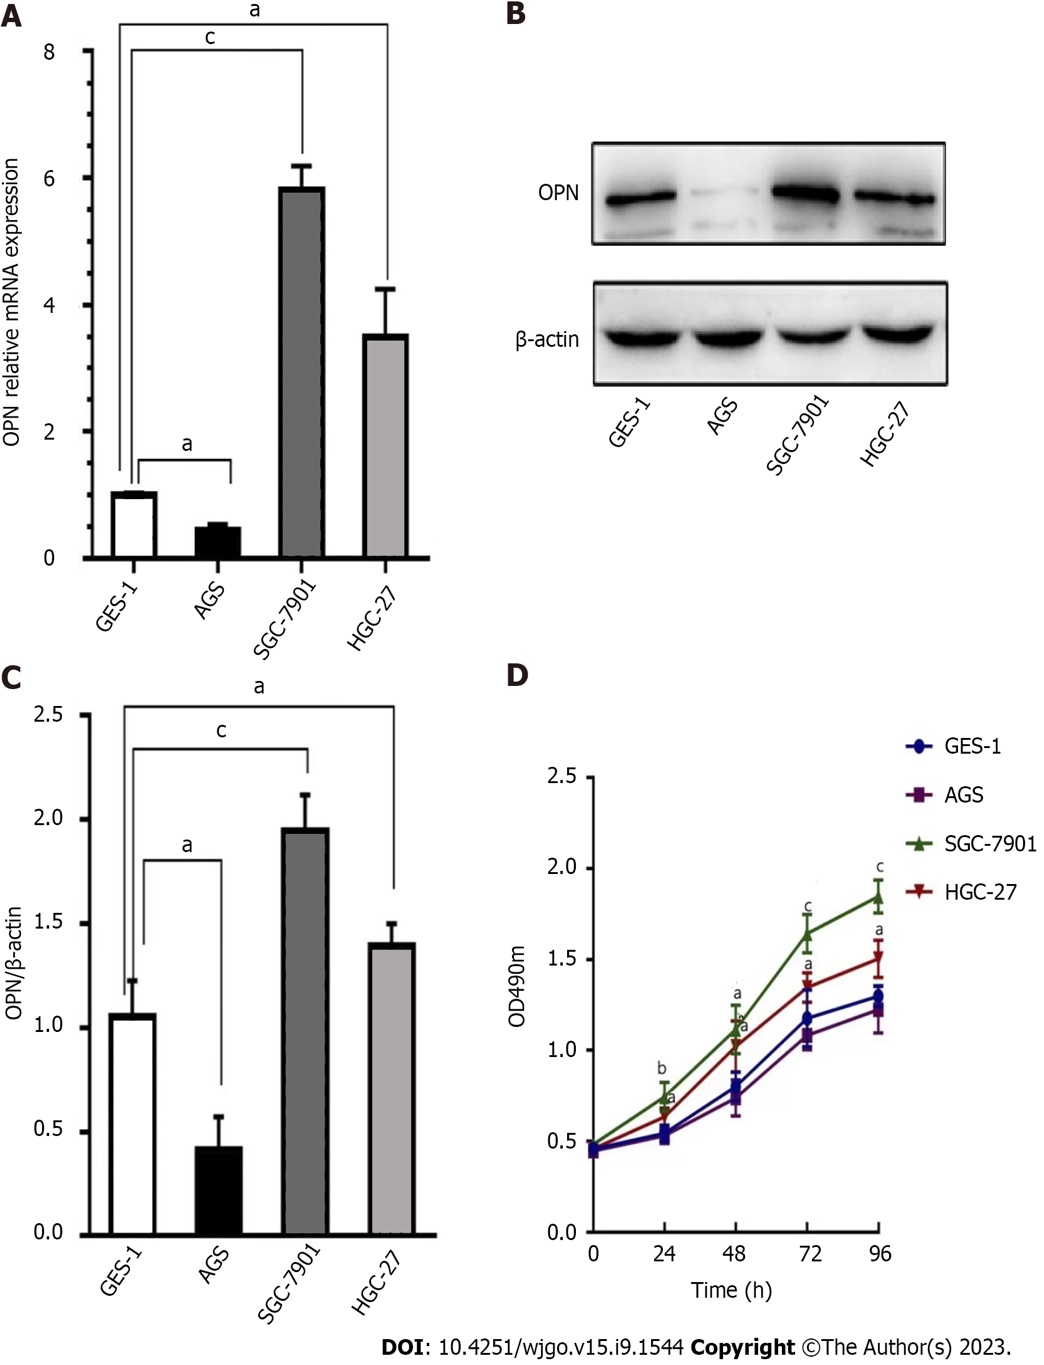 A
a
c
8
6
4
2
0
OPN relative mRNA expression
a
GES-1
AGS
SGC-7901
HGC-27
B
OPN
β-actin
GES-1
AGS
SGC-7901
HGC-27
C
a
c
a
2.5
2.0
1.5
1.0
0.5
0.0
OPN/β-actin
GES-1
AGS
SGC-7901
HGC-27
D
GES-1
AGS
SGC-7901
HGC-27
2.5
2.0
1.5
1.0
0.5
0.0
OD490m
c
c
a
a
a
a
b
a
0 24 48 72 96
Time (h)
DOI: 10.4251/wjgo.v15.i9.1544 Copyright ©The Author(s) 2023.